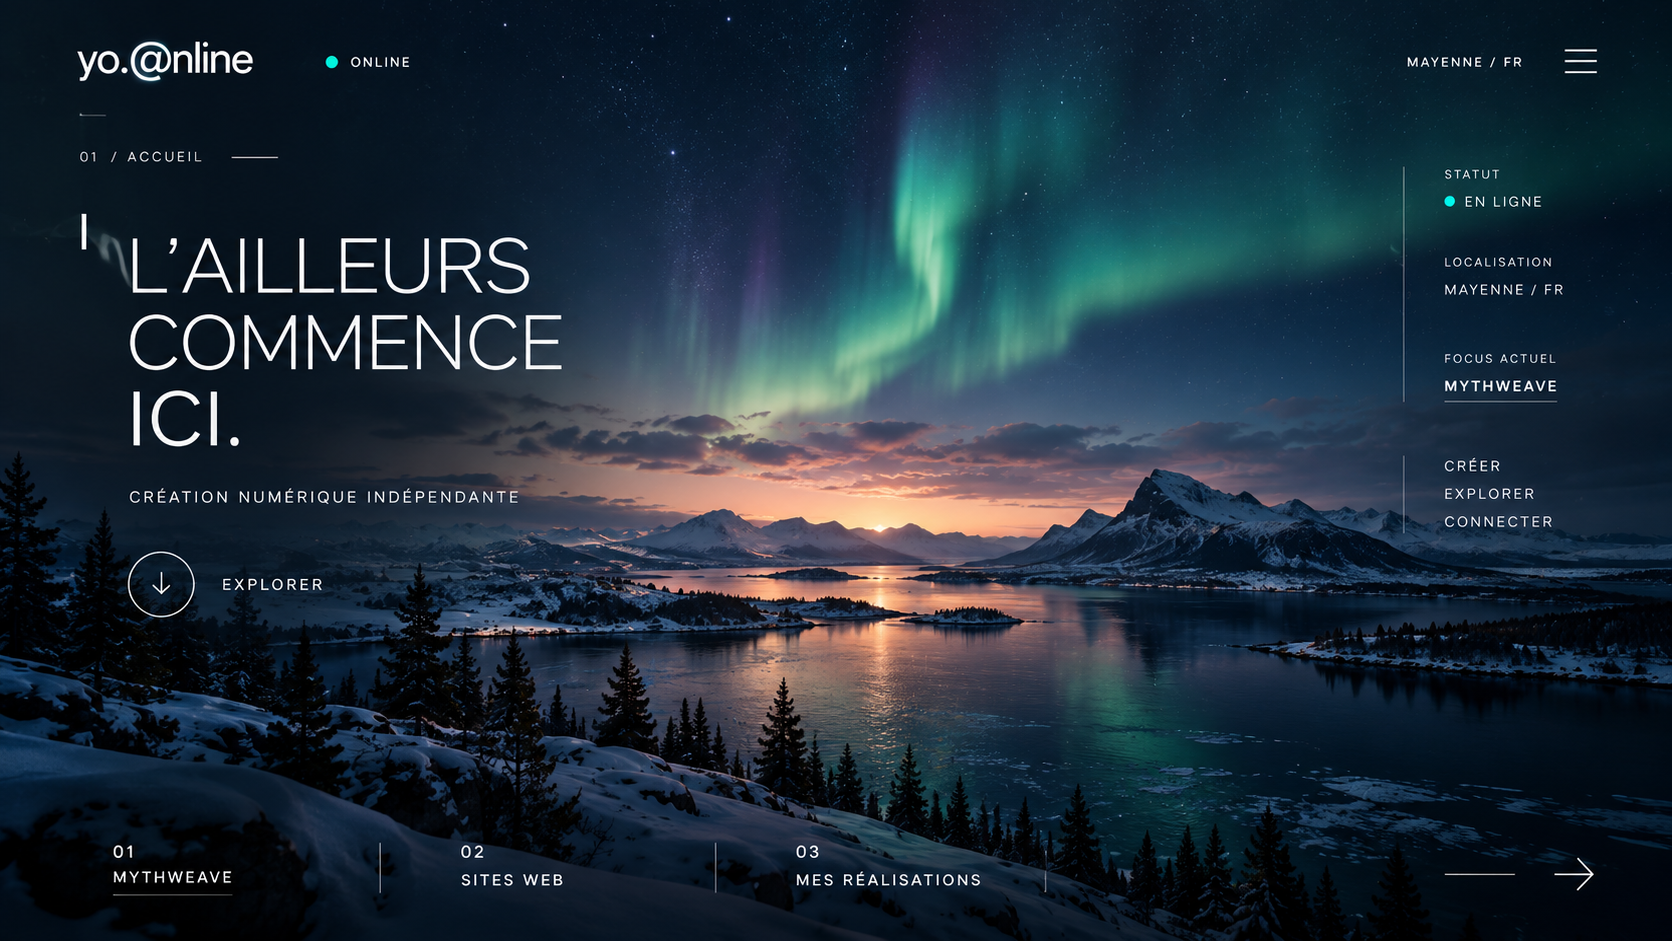 yo.@nline
ONLINE
MAYENNE / FR
01 / ACCUEIL
L’AILLEURS
COMMENCE
ICI.
CRÉATION NUMÉRIQUE INDÉPENDANTE
EXPLORER
STATUT
EN LIGNE
LOCALISATION
MAYENNE / FR
FOCUS ACTUEL
MYTHWEAVE
CRÉER
EXPLORER
CONNECTER
01
MYTHWEAVE
02
SITES WEB
03
MES RÉALISATIONS